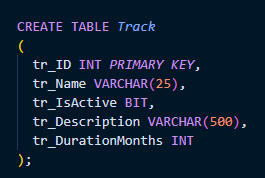 CREATE TABLE Track
(
  tr_ID INT PRIMARY KEY,
  tr_Name VARCHAR(25),
  tr_IsActive BIT,
  tr_Description VARCHAR(500),
  tr_DurationMonths INT
);